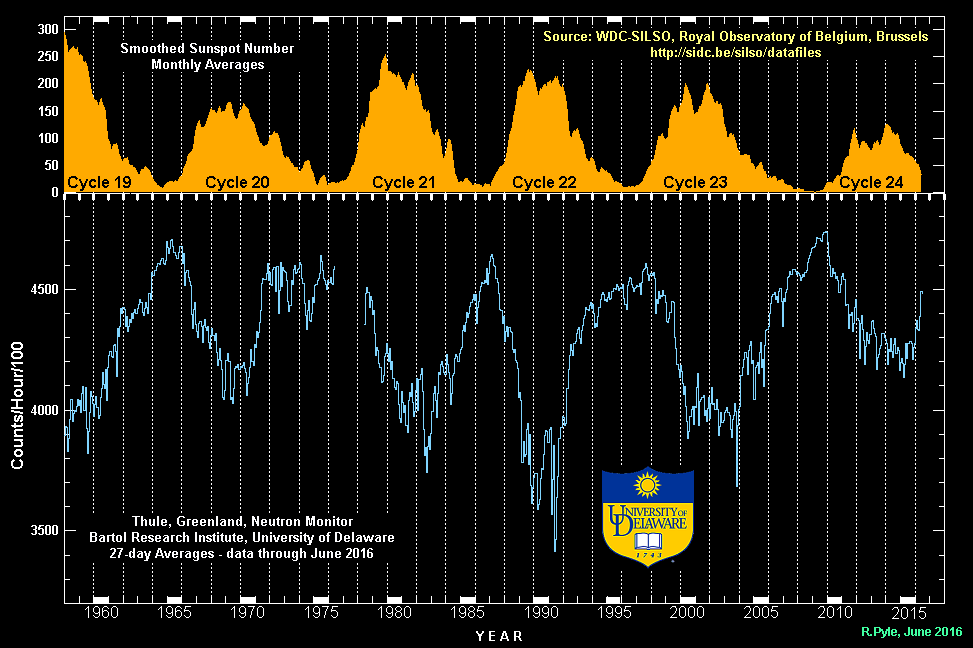 300
250
200
150
100
50
0
Smoothed Sunspot Number
Monthly Averages
Source: WDC-SILSO, Royal Observatory of Belgium, Brussels
http://sidc.be/silso/datafiles
Cycle 19 Cycle 20 Cycle 21 Cycle 22 Cycle 23 Cycle 24
4500
4000
3500
Counts/Hour/100
Thule, Greenland, Neutron Monitor
Bartol Research Institute, University of Delaware
27-day Averages - data through June 2016
UNIVERSITY OF
DELAWARE
1743
1960 1965 1970 1975 1980 1985 1990 1995 2000 2005 2010 2015
YEAR
R.Pyle, June 2016